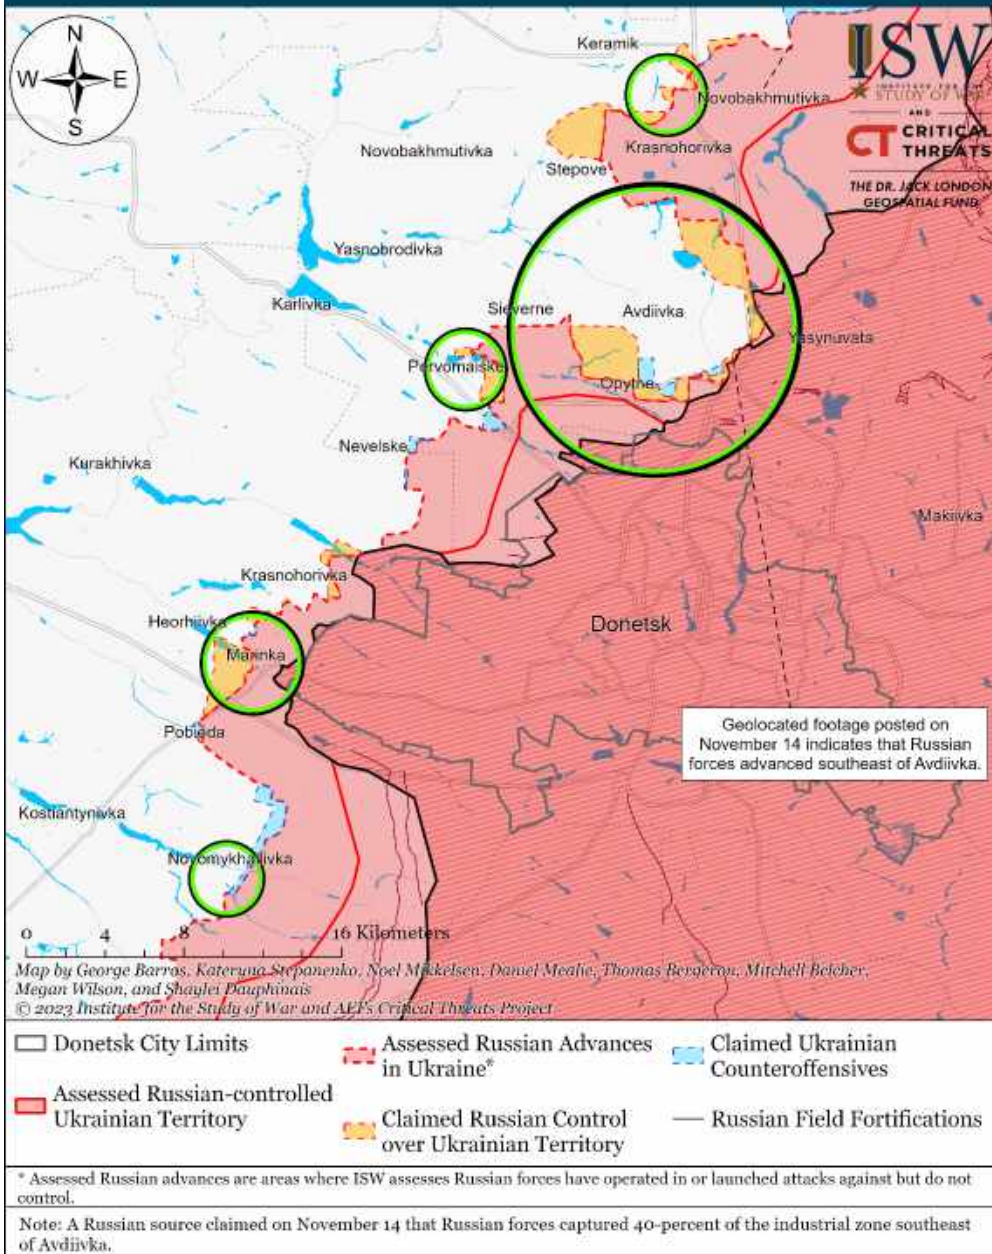 N
W
E
S
ISW
INSTITUTE FOR THE
STUDY OF WAR
AND
CT CRITICAL
THREATS
THE DR. JACK LONDON
GEOSPATIAL FUND
Keramik
Novobakhmutivka
Krasnohorivka
Novobakhmutivka
Stepove
Yasnobrodivka
Karlivka
Sieverne
Avdiivka
Yasynuvata
Pervomaiske
Opytne
Nevelske
Kurakhivka
Makiivka
Krasnohorivka
Heorhiivka
Donetsk
Marinka
Pobieda
Geolocated footage posted on
November 14 indicates that Russian
forces advanced southeast of Avdiivka.
Kostiantynivka
Novomykhailivka
0 4 8 16 Kilometers
Map by George Barros, Kateryna Stepanenko, Noel Mikkelsen, Daniel Mealie, Thomas Bergeron, Mitchell Belcher,
Megan Wilson, and Shaylei Dauphinais
© 2023 Institute for the Study of War and AEI's Critical Threats Project
Donetsk City Limits
Assessed Russian-controlled
Ukrainian Territory
Assessed Russian Advances
in Ukraine*
Claimed Russian Control
over Ukrainian Territory
Claimed Ukrainian
Counteroffensives
Russian Field Fortifications
* Assessed Russian advances are areas where ISW assesses Russian forces have operated in or launched attacks against but do not
control.
Note: A Russian source claimed on November 14 that Russian forces captured 40-percent of the industrial zone southeast
of Avdiivka.